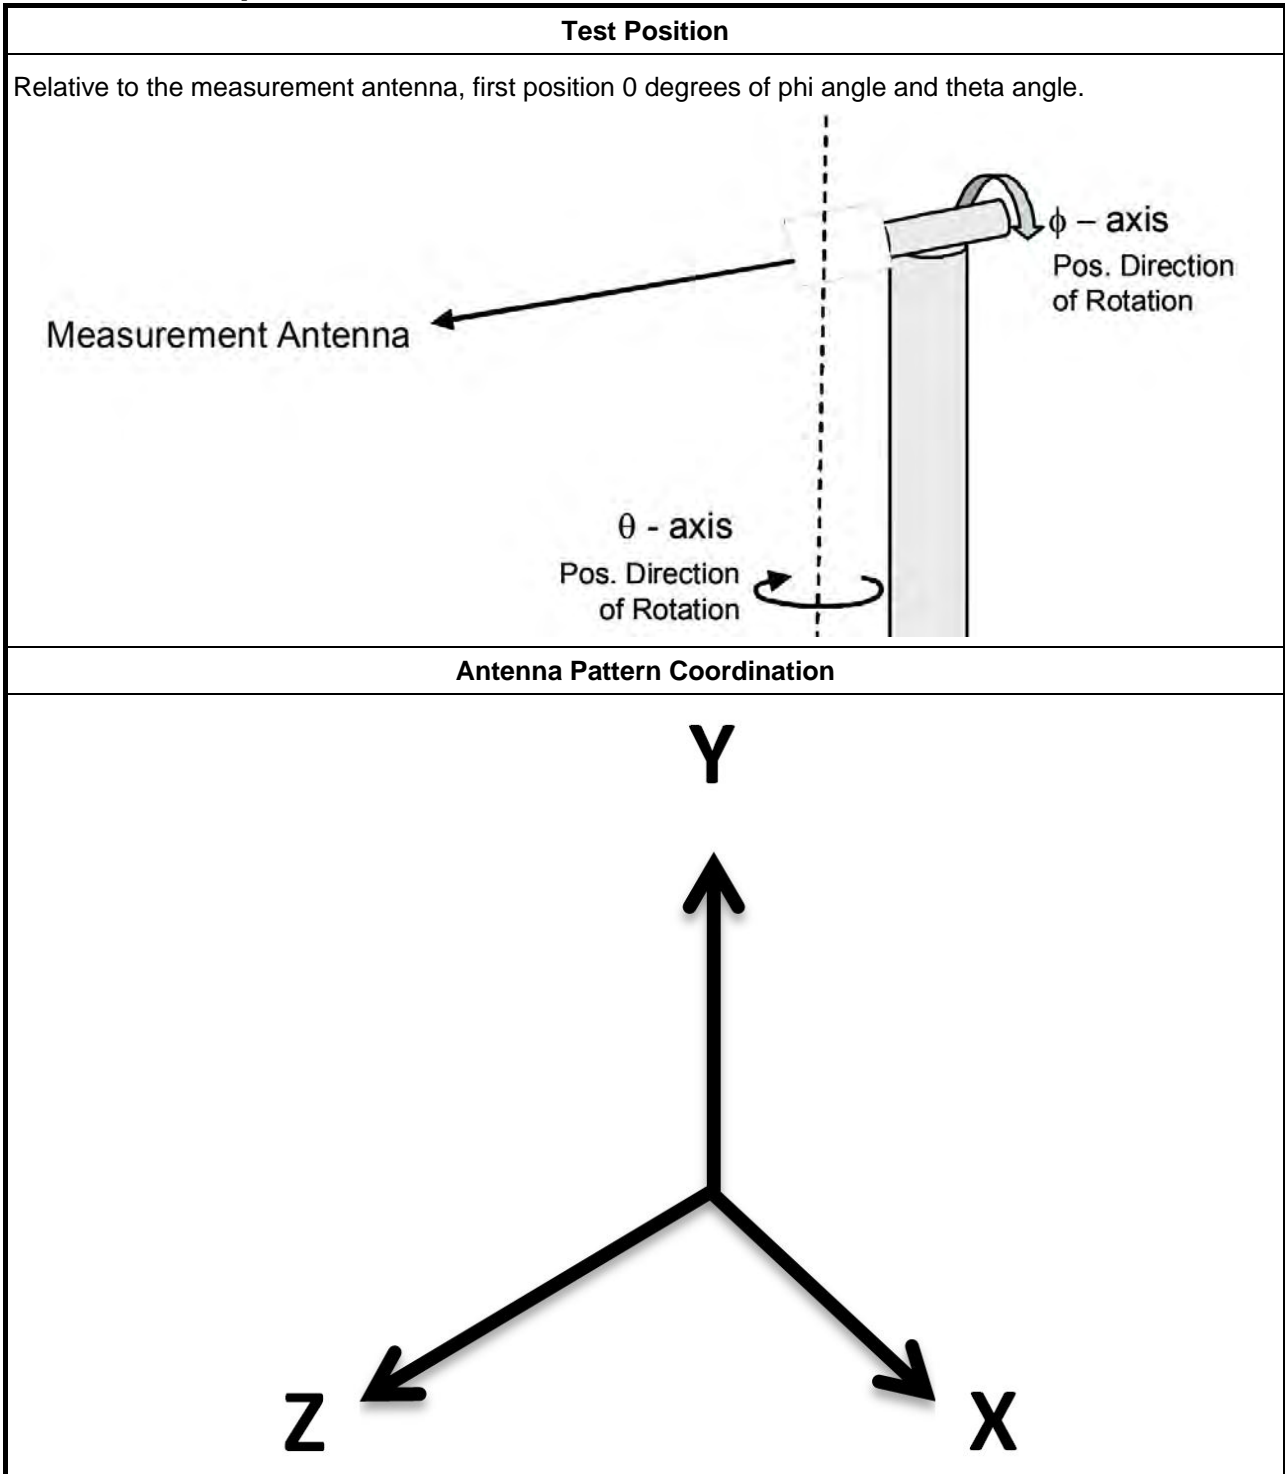 Test Position
Relative to the measurement antenna, first position 0 degrees of phi angle and theta angle.
ϕ – axis
Pos. Direction
of Rotation
Measurement Antenna
θ - axis
Pos. Direction
of Rotation
Antenna Pattern Coordination
Y
Z
X